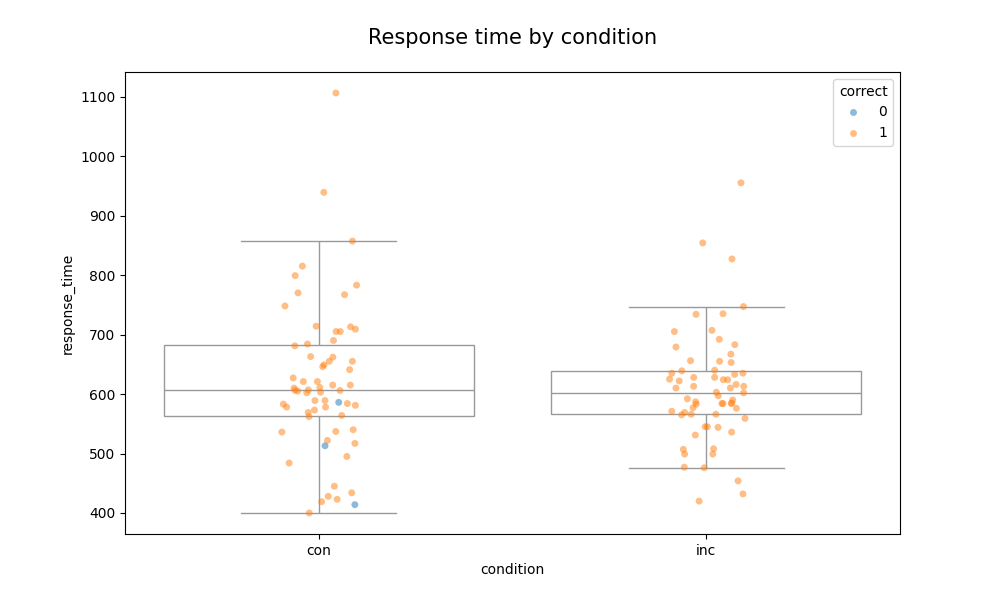 Response time by condition
correct
0
1
1100
1000
900
800
700
600
500
400
response_time
con
inc
condition